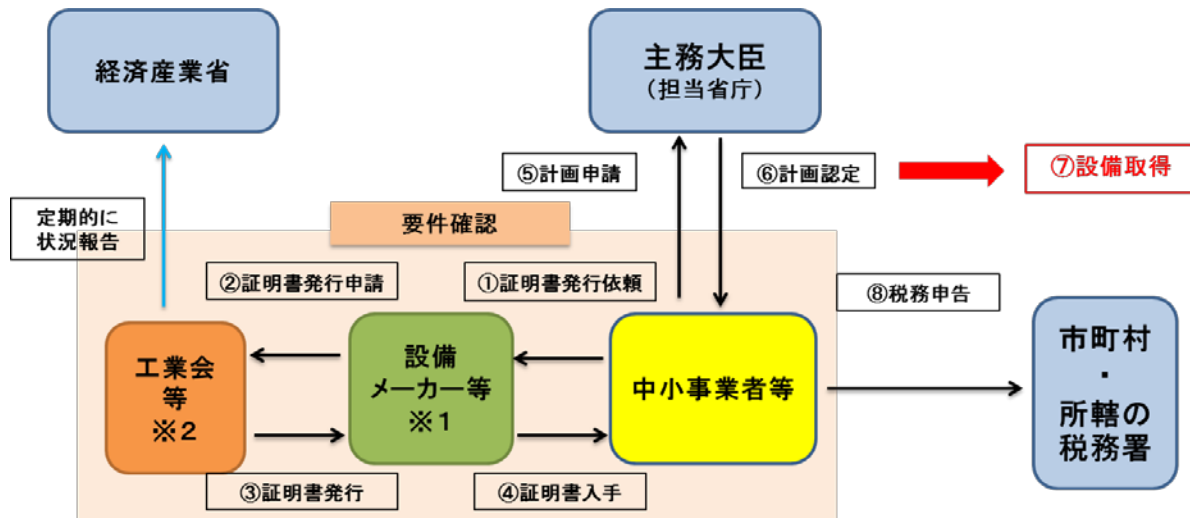 経済産業省
主務大臣
（担当省庁）
⑤計画申請
⑥計画認定
⑦設備取得
定期的に
状況報告
要件確認
②証明書発行申請
①証明書発行依頼
⑧税務申告
工業会
等
※２
設備
メーカー等
※１
中小事業者等
市町村
・
所轄の
税務署
③証明書発行
④証明書入手